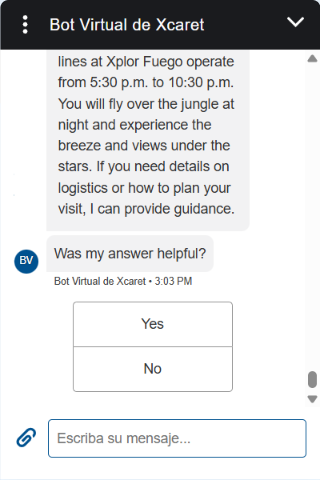 Bot Virtual de Xcaret
lines at Xplor Fuego operate
from 5:30 p.m. to 10:30 p.m.
You will fly over the jungle at
night and experience the
breeze and views under the
stars. If you need details on
logistics or how to plan your
visit, I can provide guidance.
Was my answer helpful?
BV
Bot Virtual de Xcaret • 3:03 PM
Yes
No
Escriba su mensaje...